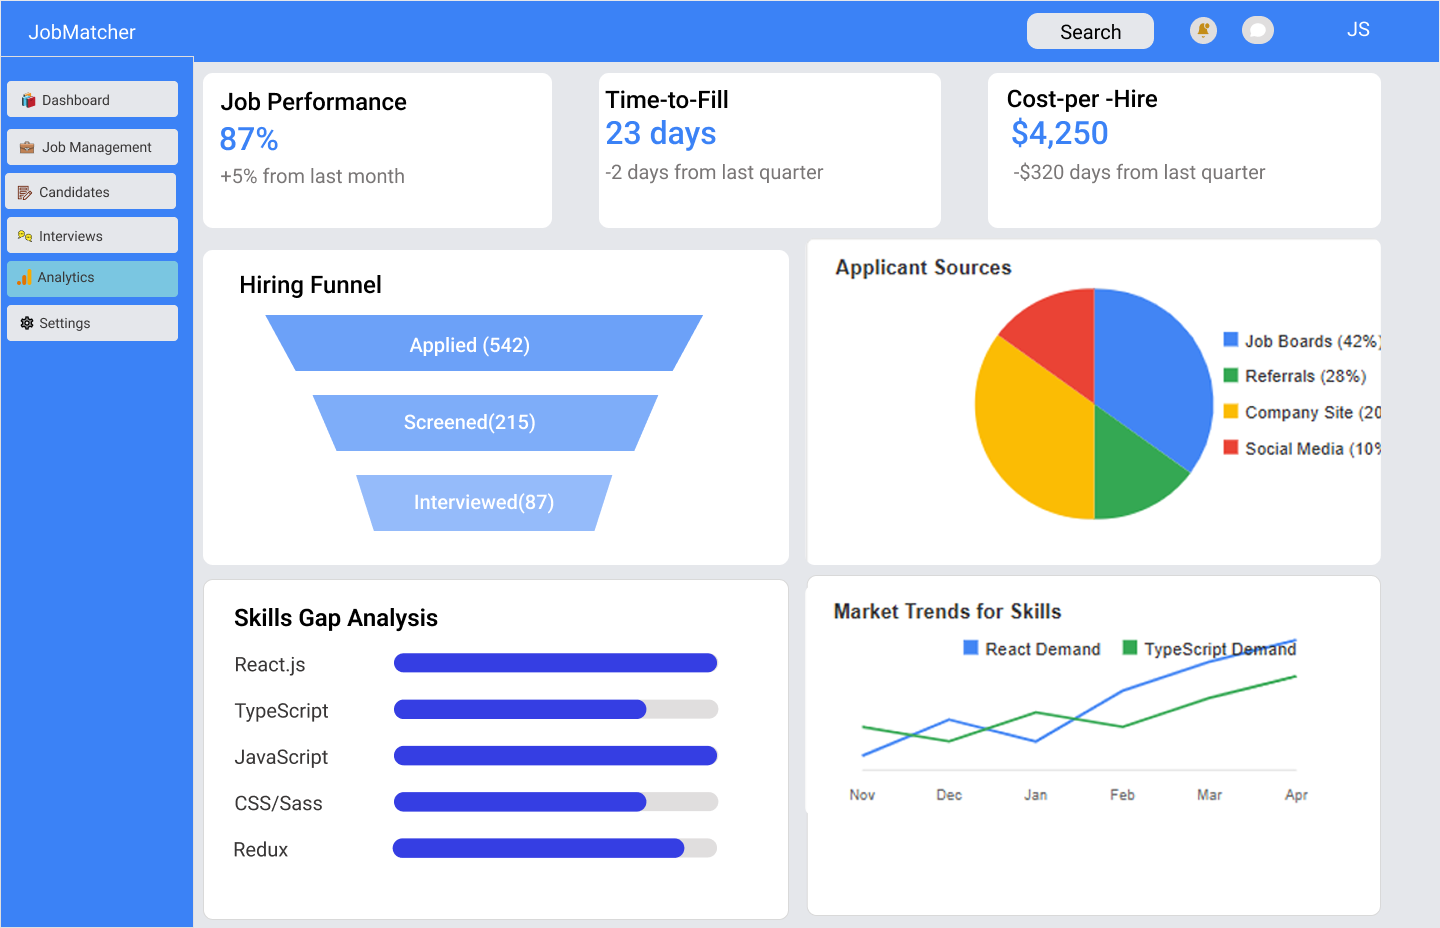 JobMatcher
Search
JS
Dashboard
Job Management
Candidates
Interviews
Analytics
Settings
Job Performance
87%
+5% from last month
Time-to-Fill
23 days
-2 days from last quarter
Cost-per -Hire
$4,250
-$320 days from last quarter
Hiring Funnel
Applied (542)
Screened(215)
Interviewed(87)
Applicant Sources
Job Boards (42%)
Referrals (28%)
Company Site (20
Social Media (10%
Skills Gap Analysis
React.js
TypeScript
JavaScript
CSS/Sass
Redux
Market Trends for Skills
React Demand
TypeScript Demand
Nov Dec Jan Feb Mar Apr